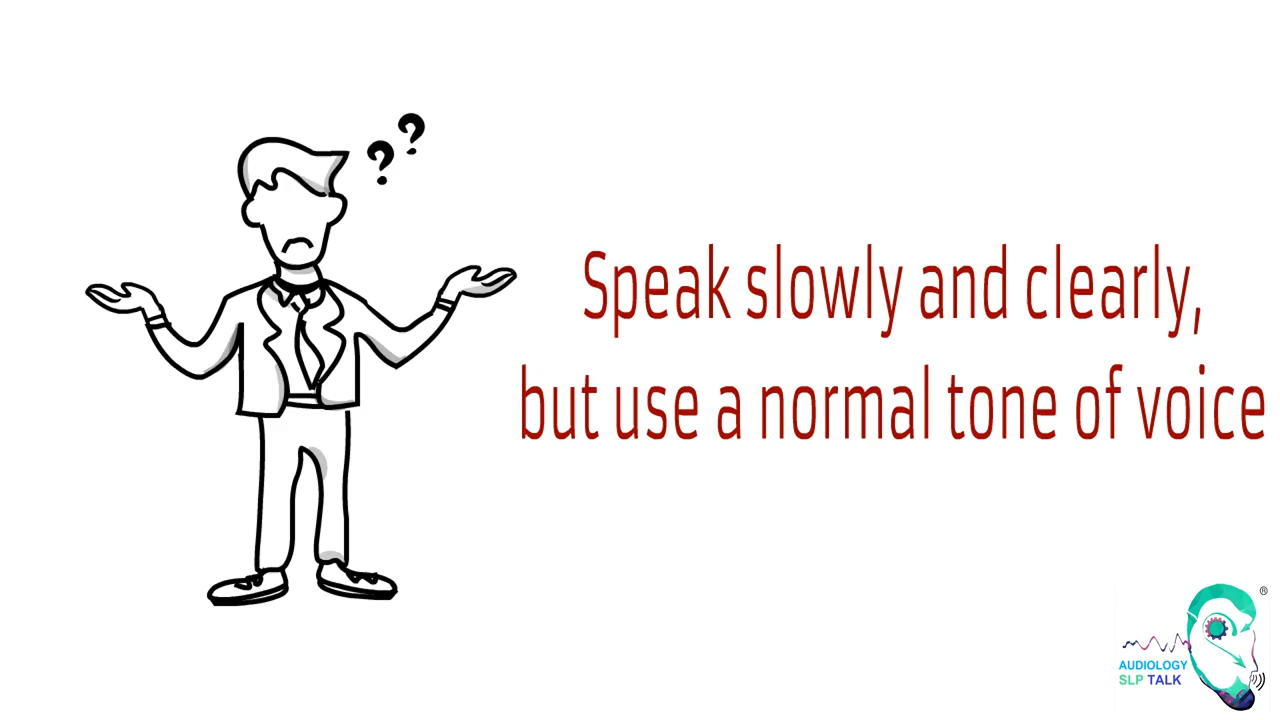 ? ?
Speak slowly and clearly,
but use a normal tone of voice
®
AUDIOLOGY
SLP TALK